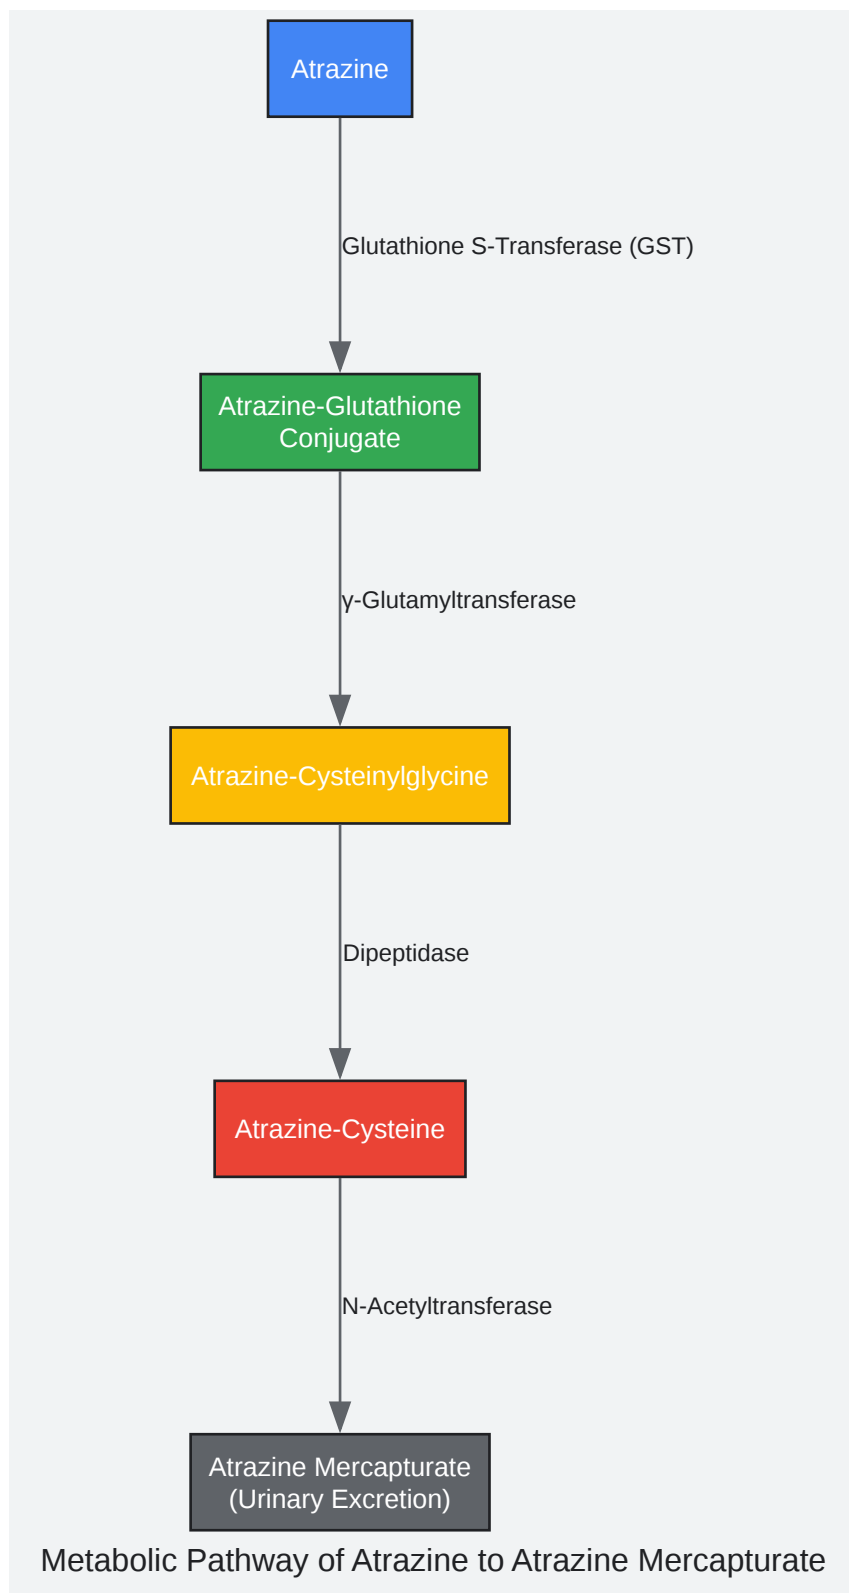 Atrazine
Glutathione S-Transferase (GST)
Atrazine-Glutathione
Conjugate
γ-Glutamyltransferase
Atrazine-Cysteinylglycine
Dipeptidase
Atrazine-Cysteine
N-Acetyltransferase
Atrazine Mercapturate
(Urinary Excretion)
Metabolic Pathway of Atrazine to Atrazine Mercapturate